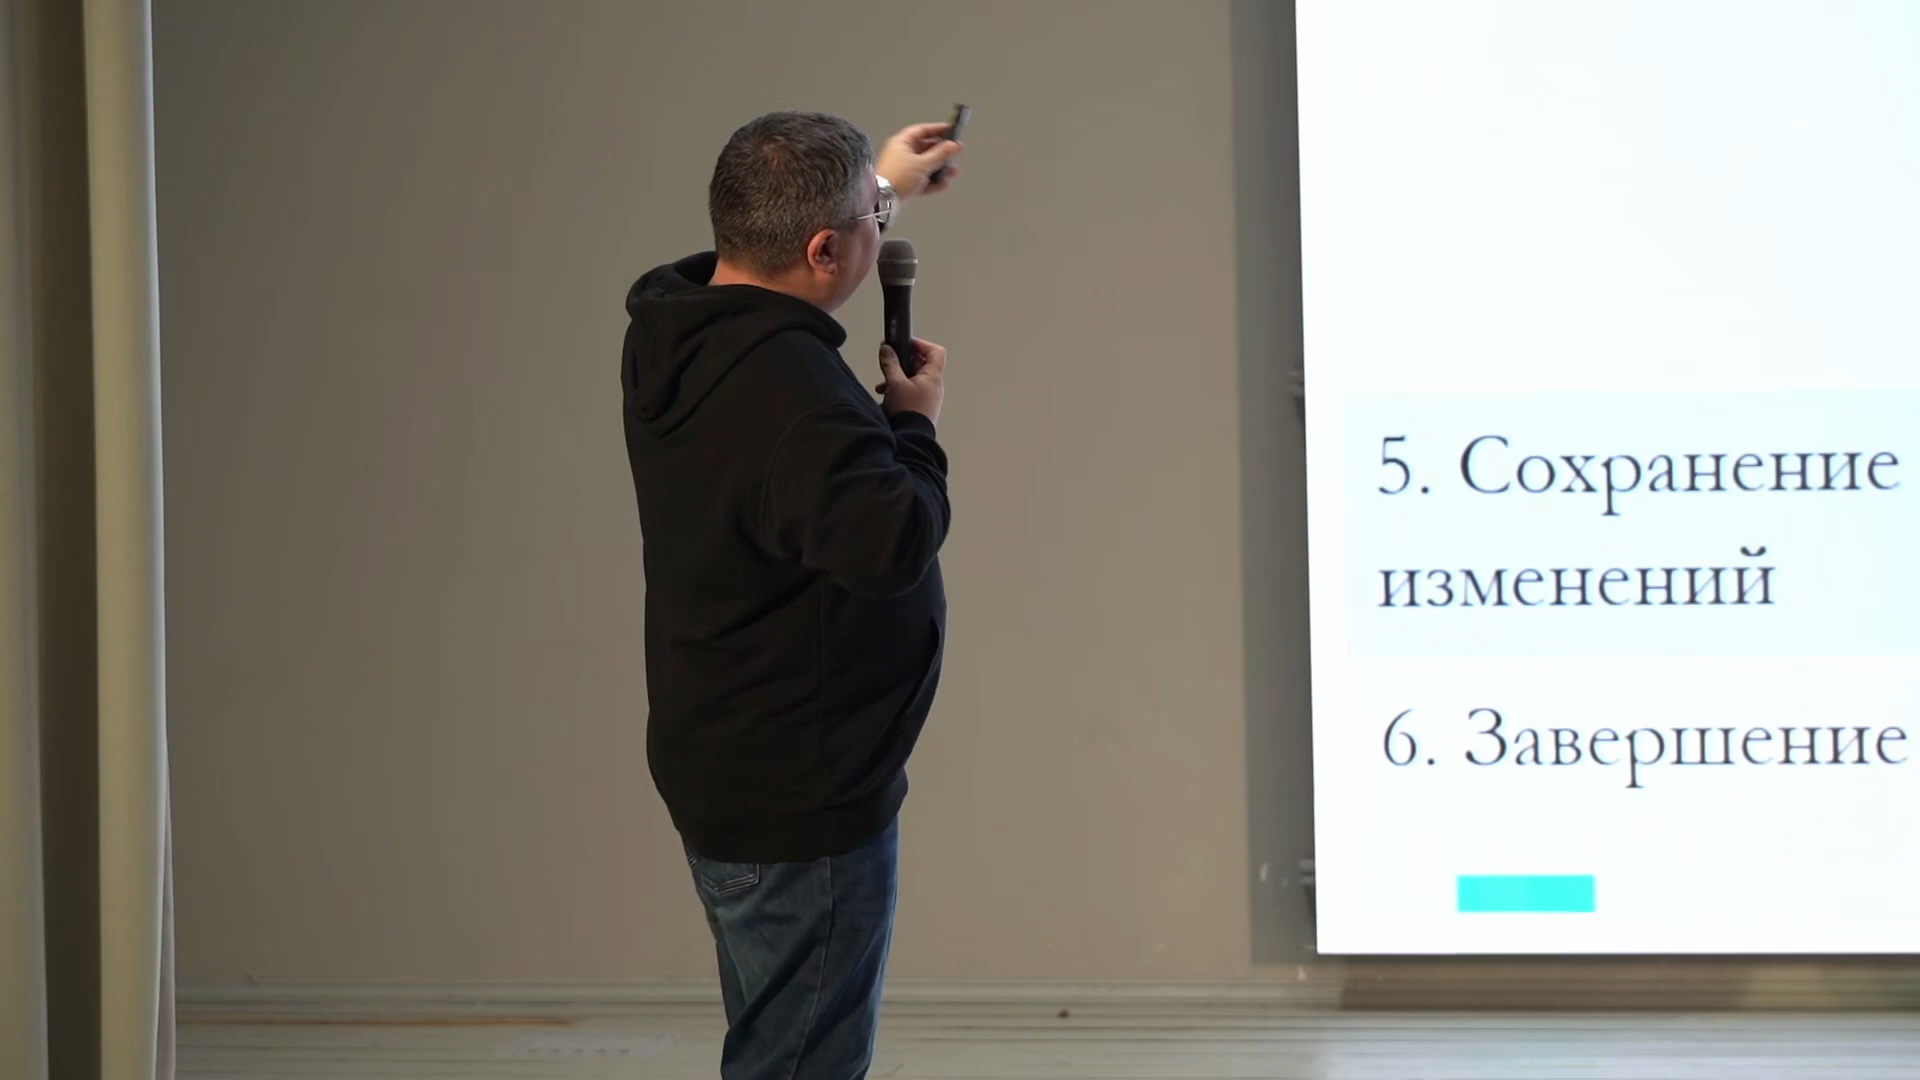 5. Сохранение
изменений
6. Завершение